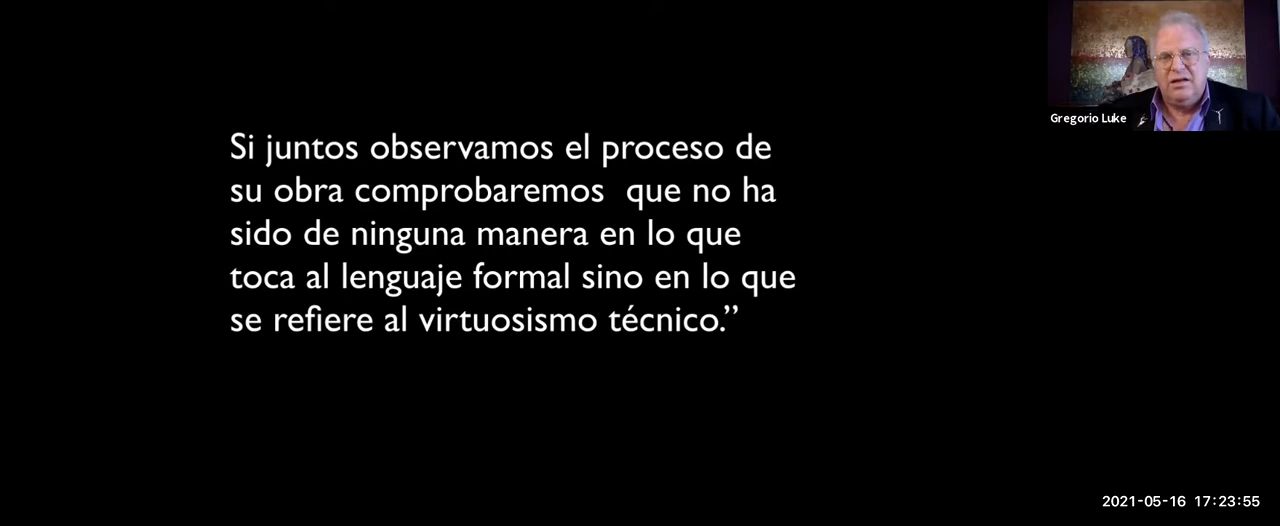 Si juntos observamos el proceso de
su obra comprobaremos  que no ha
sido de ninguna manera en lo que
toca al lenguaje formal sino en lo que
se refiere al virtuosismo técnico.”
Gregorio Luke
2021-05-16 17:23:55